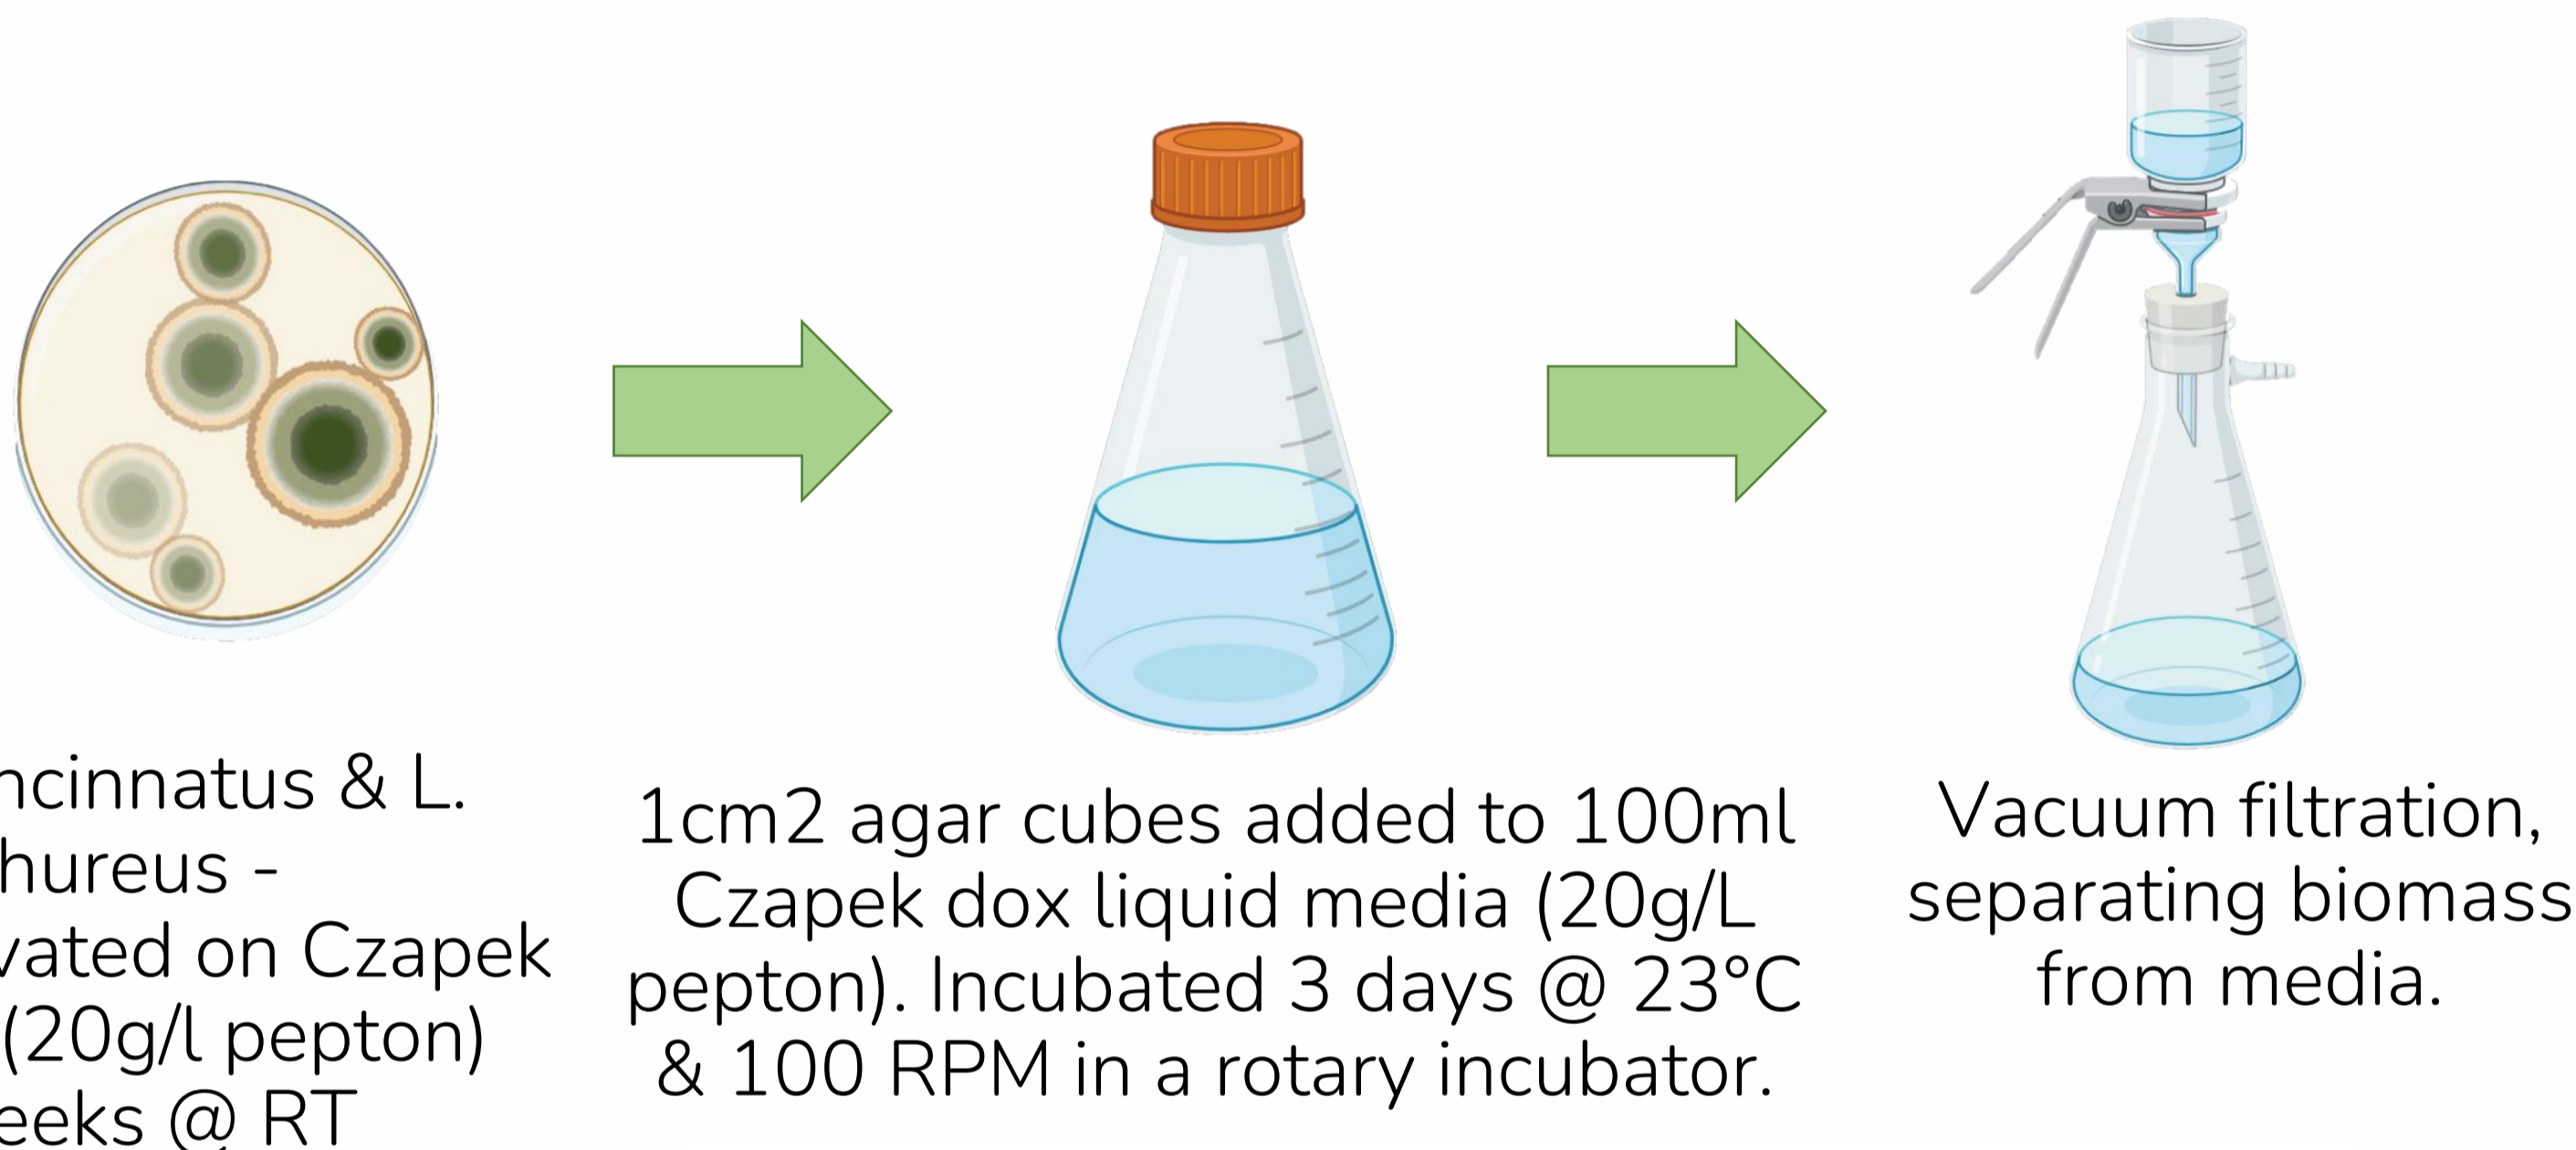 ncinnatus & L.
hureus -
vated on Czapek
(20g/l pepton)
eeks @ RT
1cm2 agar cubes added to 100ml
Czapek dox liquid media (20g/L
pepton). Incubated 3 days @ 23°C
& 100 RPM in a rotary incubator.
Vacuum filtration,
separating biomass
from media.